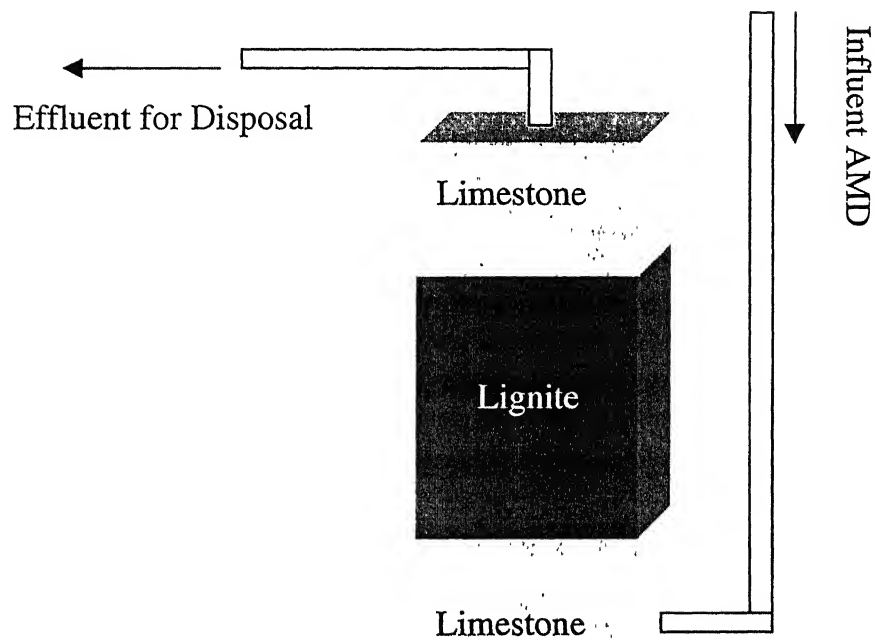 Effluent for Disposal
Influent AMD
Limestone
Lignite
Limestone